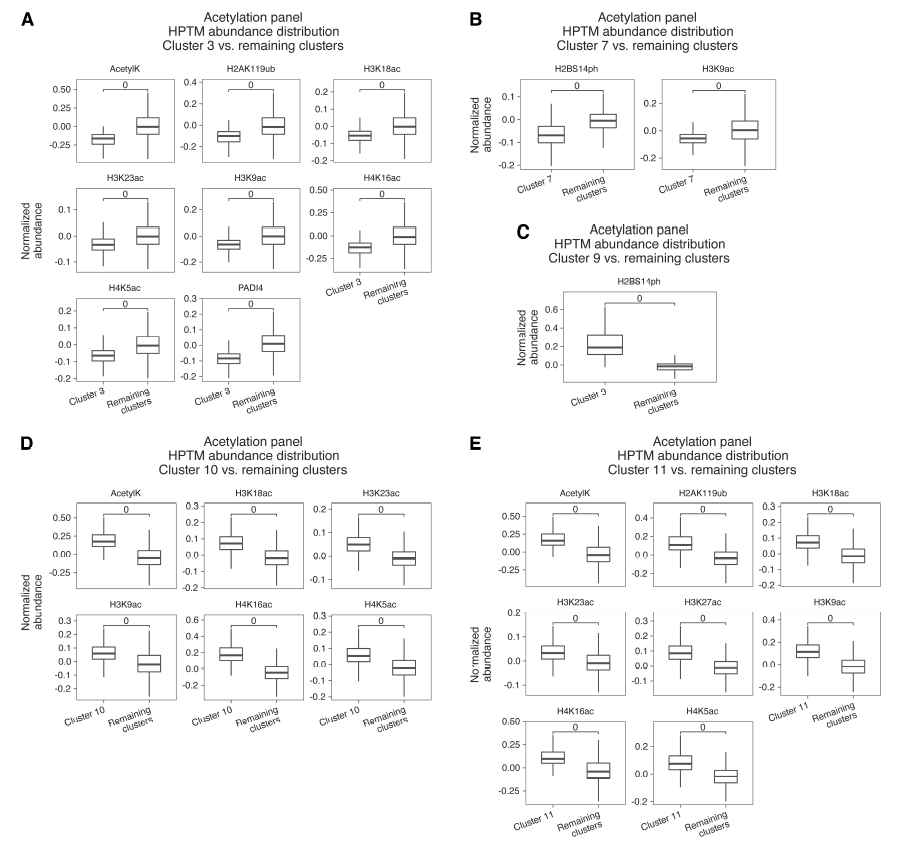 A
Acetylation panel
HPTM abundance distribution
Cluster 3 vs. remaining clusters
AcetylK
H2AK119ub
H3K18ac
0
0
0
0.50
0.00
-0.25
0.4
0.2
0.0
-0.2
0.2
0.1
0.0
-0.1
-0.2
H3K23ac
H3K9ac
H4K16ac
0
0
0
0.1
0.0
-0.1
0.2
0.0
-0.2
0.50
0.25
0.00
-0.25
Normalized
abundance
Cluster 3
Remaining
clusters
H4K5ac
PADI4
0
0
0.2
0.1
0.0
-0.1
-0.2
0.2
0.1
0.0
-0.1
-0.2
Cluster 3
Remaining
clusters
Cluster 3
Remaining
clusters
B
Acetylation panel
HPTM abundance distribution
Cluster 7 vs. remaining clusters
H2BS14ph
H3K9ac
0
0
0.1
0.0
-0.1
-0.2
0.2
0.0
-0.2
Normalized
abundance
Cluster 7
Remaining
clusters
Cluster 7
Remaining
clusters
C
Acetylation panel
HPTM abundance distribution
Cluster 9 vs. remaining clusters
H2BS14ph
0
0.6
0.4
0.2
0.0
Normalized
abundance
Cluster 3
Remaining
clusters
D
Acetylation panel
HPTM abundance distribution
Cluster 10 vs. remaining clusters
AcetylK
H3K18ac
H3K23ac
0
0
0
0.50
0.25
0.00
-0.25
0.3
0.2
0.1
0.0
-0.1
-0.2
0.2
0.1
0.0
-0.1
H3K9ac
H4K16ac
H4K5ac
0
0
0
0.3
0.2
0.1
0.0
-0.1
-0.2
0.6
0.4
0.2
0.0
-0.2
0.3
0.2
0.1
0.0
-0.1
-0.2
Normalized
abundance
Cluster 10
Remaining
clusters
Cluster 10
Remaining
clusters
Cluster 10
Remaining
clusters
E
Acetylation panel
HPTM abundance distribution
Cluster 11 vs. remaining clusters
AcetylK
H2AK119ub
H3K18ac
0
0
0
0.50
0.25
0.00
-0.25
0.4
0.2
0.0
-0.2
0.3
0.2
0.1
0.0
-0.1
-0.2
H3K23ac
H3K27ac
H3K9ac
0
0
0
0.2
0.1
0.0
-0.1
0.3
0.2
0.1
0.0
-0.1
0.4
0.2
0.0
-0.2
Normalized
abundance
Cluster 11
Remaining
clusters
H4K16ac
H4K5ac
0
0
0.50
0.25
0.00
-0.25
0.2
0.0
-0.2
Cluster 11
Remaining
clusters
Cluster 11
Remaining
clusters